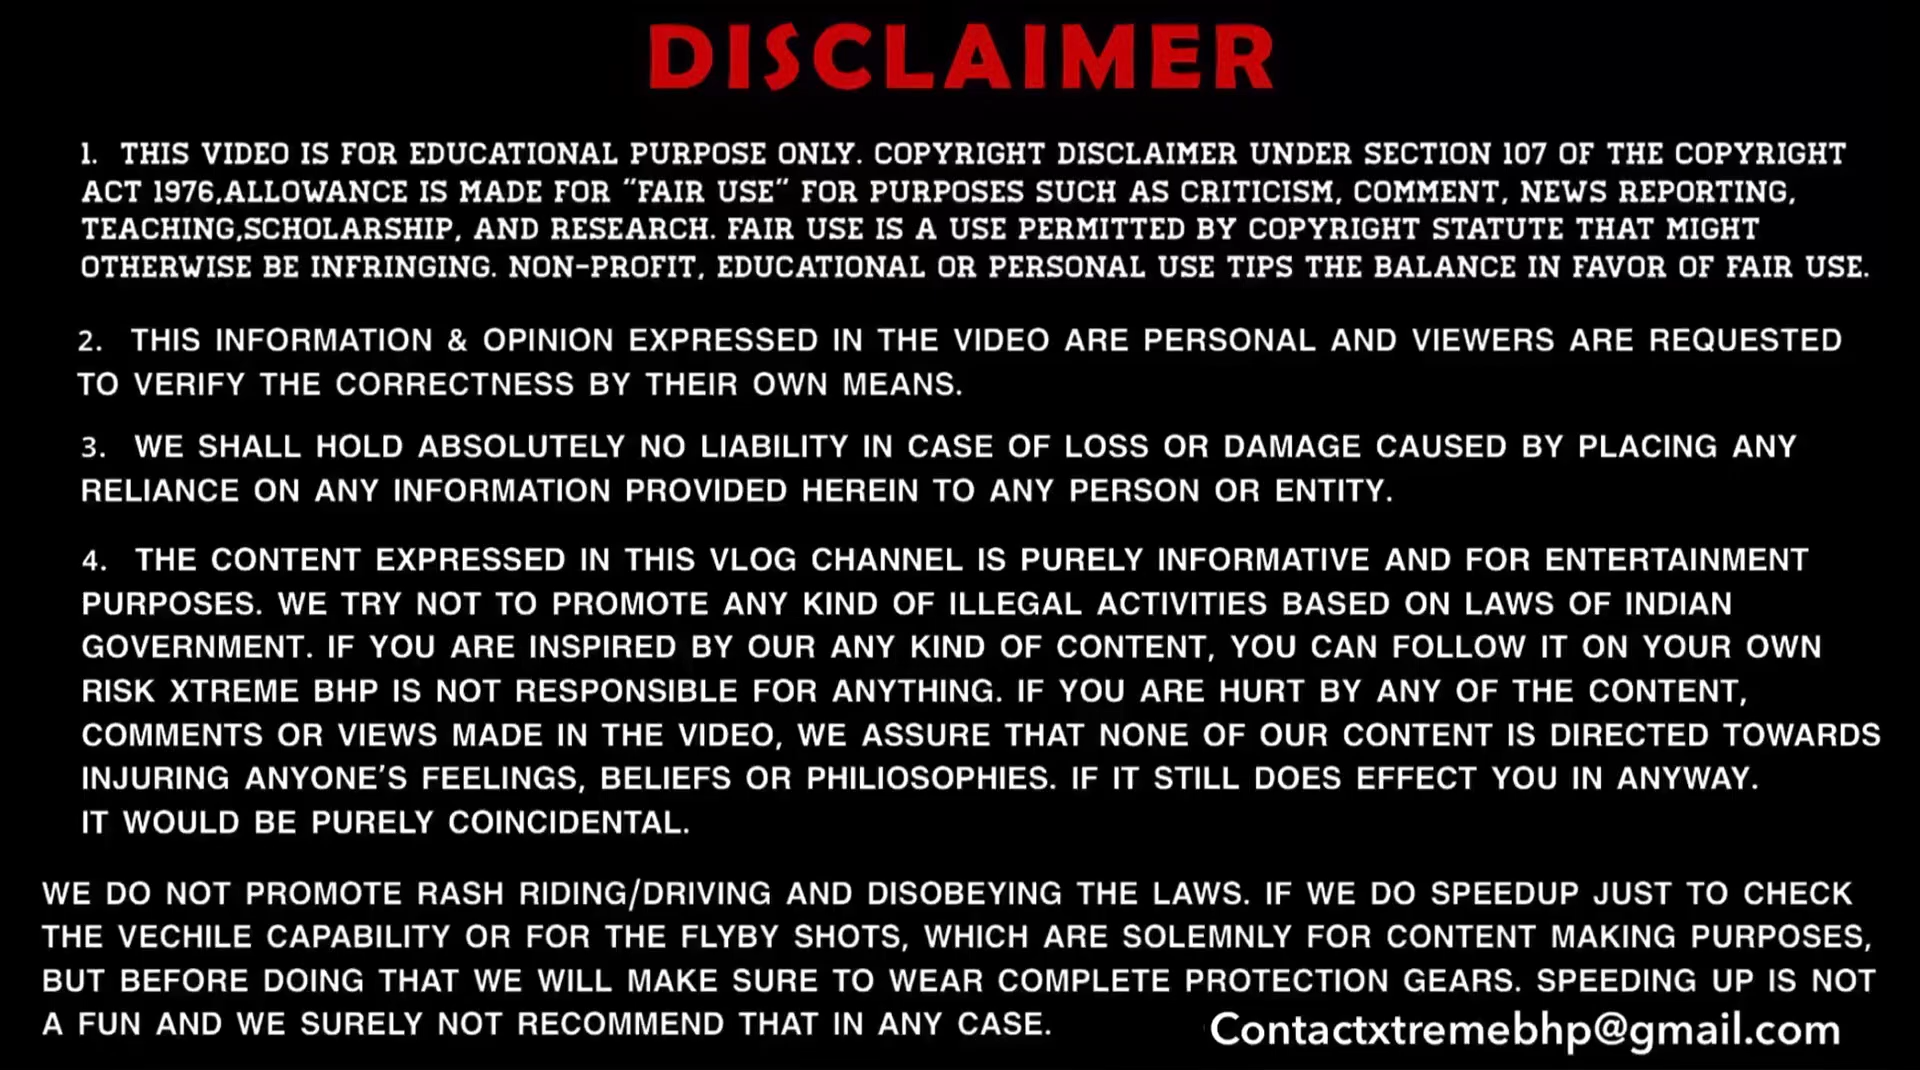 DISCLAIMER
1. THIS VIDEO IS FOR EDUCATIONAL PURPOSE ONLY. COPYRIGHT DISCLAIMER UNDER SECTION 107 OF THE COPYRIGHT
ACT 1976,ALLOWANCE IS MADE FOR "FAIR USE" FOR PURPOSES SUCH AS CRITICISM, COMMENT, NEWS REPORTING,
TEACHING,SCHOLARSHIP, AND RESEARCH. FAIR USE IS A USE PERMITTED BY COPYRIGHT STATUTE THAT MIGHT
OTHERWISE BE INFRINGING. NON-PROFIT, EDUCATIONAL OR PERSONAL USE TIPS THE BALANCE IN FAVOR OF FAIR USE.
2. THIS INFORMATION & OPINION EXPRESSED IN THE VIDEO ARE PERSONAL AND VIEWERS ARE REQUESTED
TO VERIFY THE CORRECTNESS BY THEIR OWN MEANS.
3. WE SHALL HOLD ABSOLUTELY NO LIABILITY IN CASE OF LOSS OR DAMAGE CAUSED BY PLACING ANY
RELIANCE ON ANY INFORMATION PROVIDED HEREIN TO ANY PERSON OR ENTITY.
4. THE CONTENT EXPRESSED IN THIS VLOG CHANNEL IS PURELY INFORMATIVE AND FOR ENTERTAINMENT
PURPOSES. WE TRY NOT TO PROMOTE ANY KIND OF ILLEGAL ACTIVITIES BASED ON LAWS OF INDIAN
GOVERNMENT. IF YOU ARE INSPIRED BY OUR ANY KIND OF CONTENT, YOU CAN FOLLOW IT ON YOUR OWN
RISK XTREME BHP IS NOT RESPONSIBLE FOR ANYTHING. IF YOU ARE HURT BY ANY OF THE CONTENT,
COMMENTS OR VIEWS MADE IN THE VIDEO, WE ASSURE THAT NONE OF OUR CONTENT IS DIRECTED TOWARDS
INJURING ANYONE'S FEELINGS, BELIEFS OR PHILIOSOPHIES. IF IT STILL DOES EFFECT YOU IN ANYWAY.
IT WOULD BE PURELY COINCIDENTAL.
WE DO NOT PROMOTE RASH RIDING/DRIVING AND DISOBEYING THE LAWS. IF WE DO SPEEDUP JUST TO CHECK
THE VECHILE CAPABILITY OR FOR THE FLYBY SHOTS, WHICH ARE SOLEMNLY FOR CONTENT MAKING PURPOSES,
BUT BEFORE DOING THAT WE WILL MAKE SURE TO WEAR COMPLETE PROTECTION GEARS. SPEEDING UP IS NOT
A FUN AND WE SURELY NOT RECOMMEND THAT IN ANY CASE.
Contactxtremebhp@gmail.com